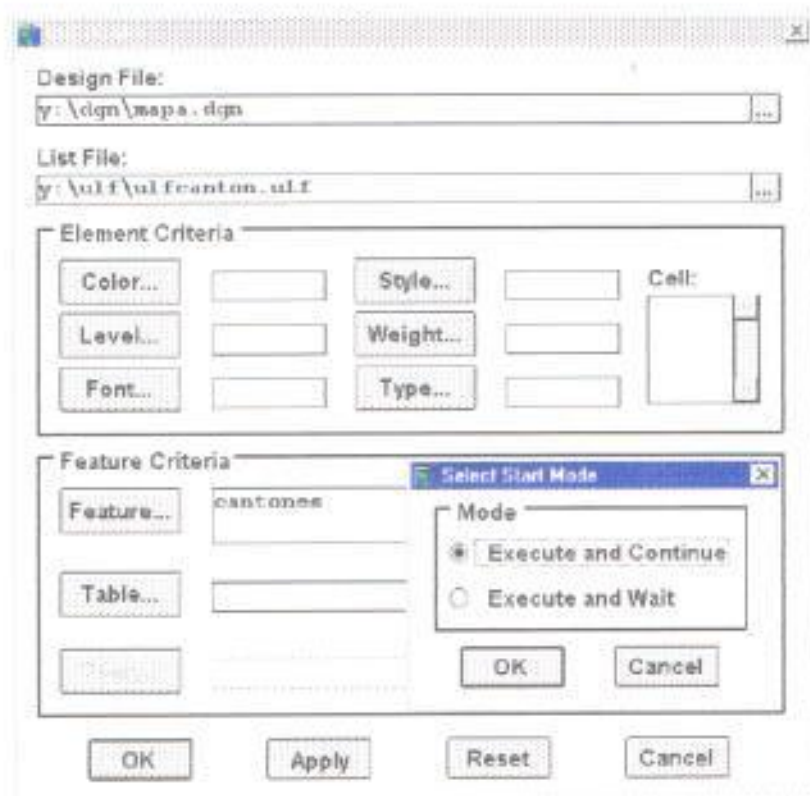 Design File:
y:\dgn\mapa.dgn
...
List File:
y:\ulf\ulfcanton.ulf
...
Element Criteria
Color...
Style...
Cell:
Level...
Weight...
Font...
Type...
Feature Criteria
Feature...
cantones
Table...
Select Start Mode
Mode
Execute and Continue
Execute and Wait
OK
Cancel
OK
Apply
Reset
Cancel